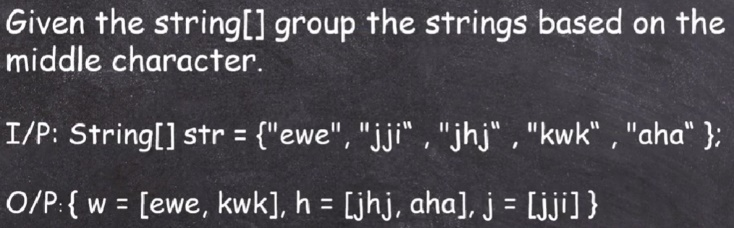 Given the string[] group the strings based on the
middle character.
I/P: String[] str = {"ewe", "jji" , "jhj" , "kwk" , "aha" };
O/P:{ w = [ewe, kwk], h = [jhj, aha], j = [jji] }